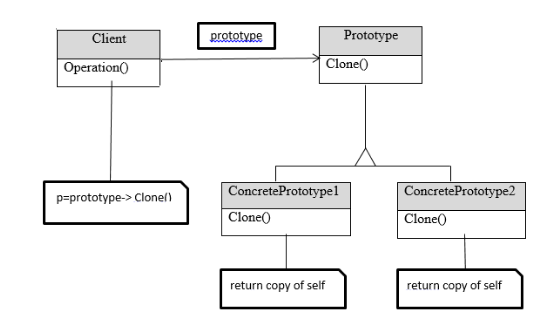 Client
prototype
Prototype
Operation()
Clone()
p=prototype-> Clone()
ConcretePrototype1
ConcretePrototype2
Clone()
Clone()
return copy of self
return copy of self